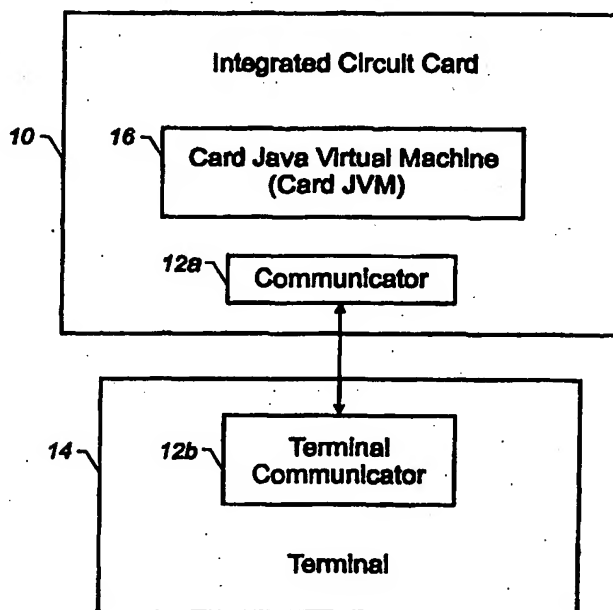 Integrated Circuit Card
10
16
Card Java Virtual Machine
(Card JVM)
12a
Communicator
14
12b
Terminal
Communicator
Terminal